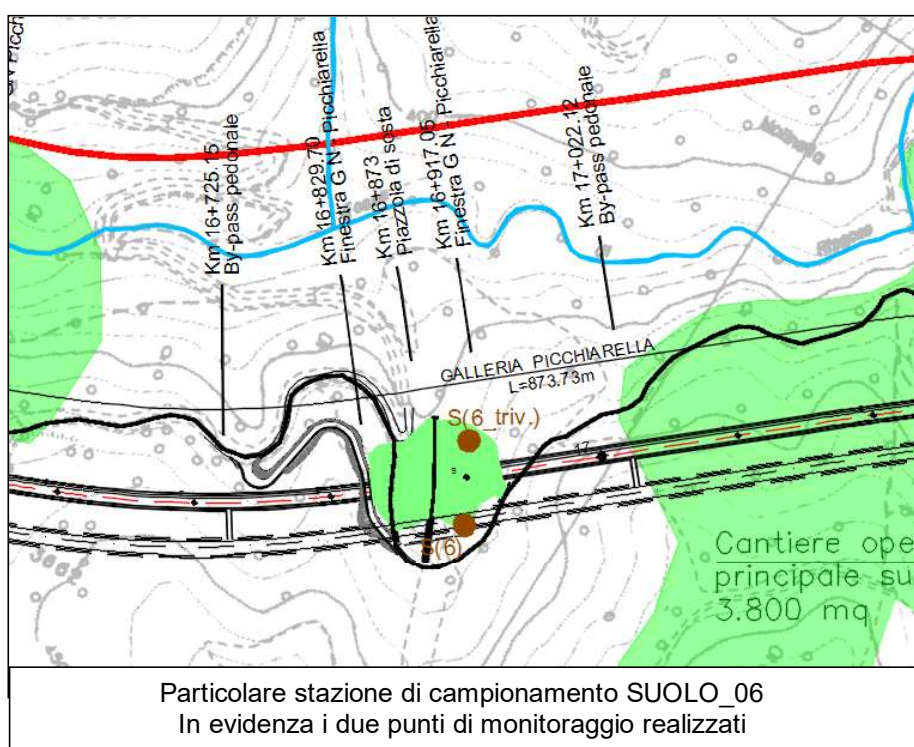 Km 16+725.15
By-pass pedonale
Km 16+829.70
Finestra G N - Picchiarella
Km 16+873
Piazzola di sosta
Km 16+917.05
Finestra G N - Picchiarella
Km 17+022.12
By-pass pedonale
GALLERIA PICCHIARELLA
L=873.73m
S(6_triv.)
17
S(6)
Cantiere ope
principale su
3.800 mq
Particolare stazione di campionamento SUOLO_06
In evidenza i due punti di monitoraggio realizzati